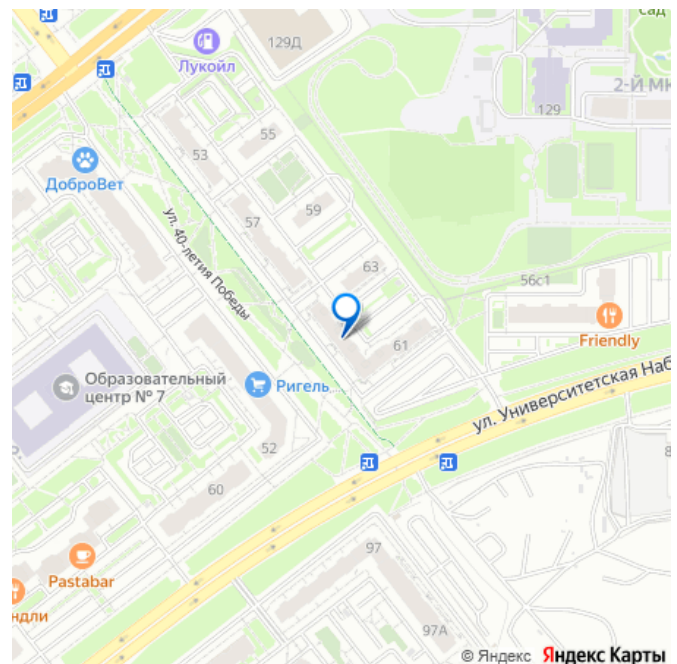 сад
129Д
Лукойл
2-Й МК
129
55
53
ДоброВет
59
57
ул. 40-летия Победы
63
56с1
61
Friendly
Образовательный
центр № 7
Ригель
ул. Университетская Наб
52
8
60
97
Pastabar
ндли
97А
© Яндекс Яндекс Карты